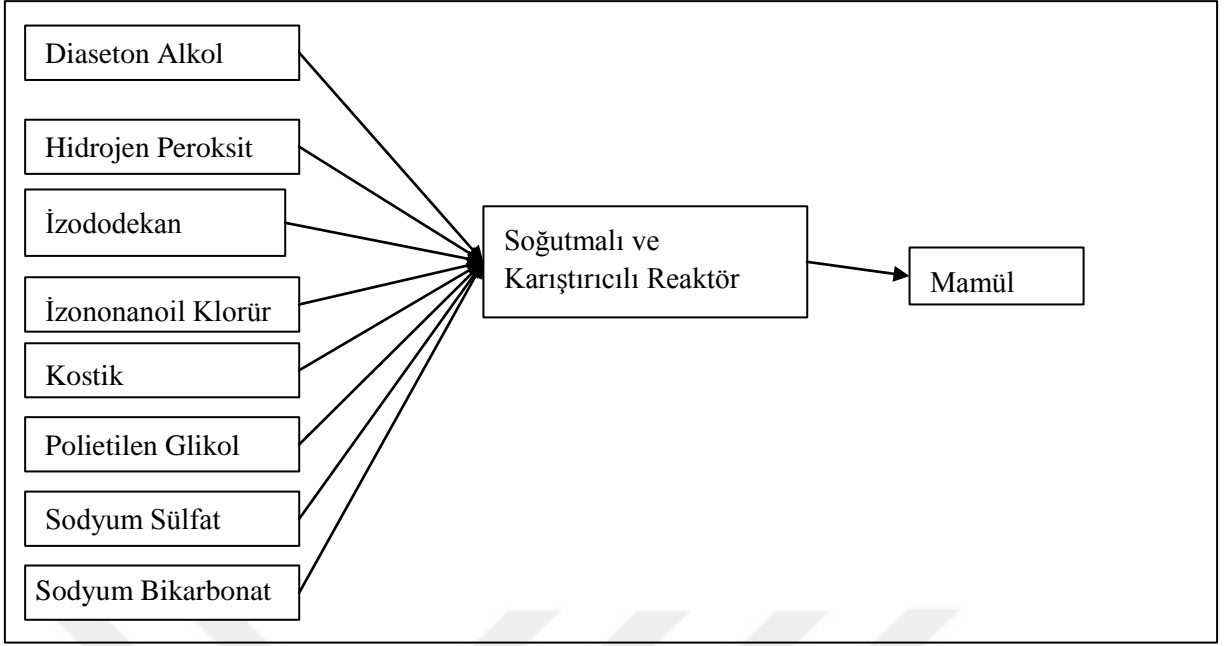 Diaseton Alkol
Hidrojen Peroksit
İzododekan
İzononanoil Klorür
Kostik
Polietilen Glikol
Sodyum Sülfat
Sodyum Bikarbonat
Soğutmalı ve
Karıştırıcılı Reaktör
Mamül